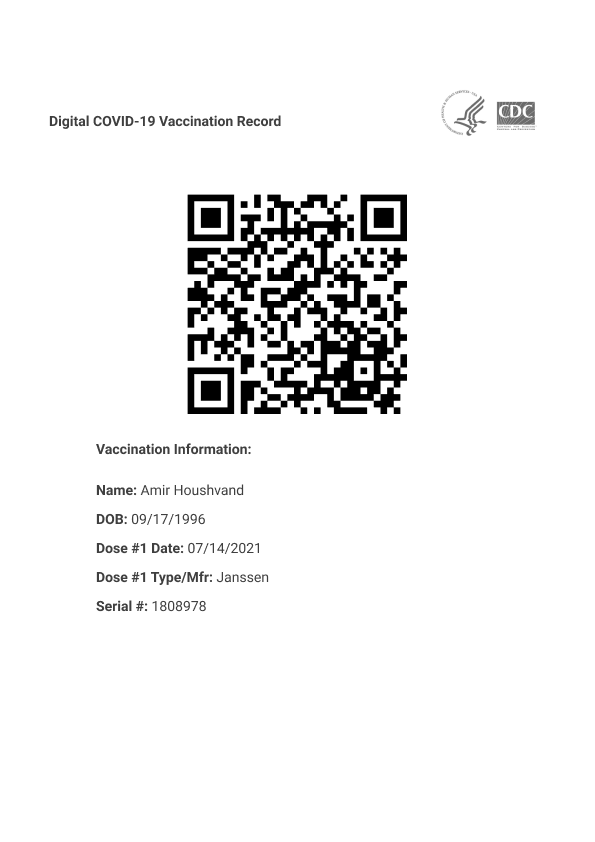 Digital COVID-19 Vaccination Record
CDC
Vaccination Information:
Name: Amir Houshvand
DOB: 09/17/1996
Dose #1 Date: 07/14/2021
Dose #1 Type/Mfr: Janssen
Serial #: 1808978